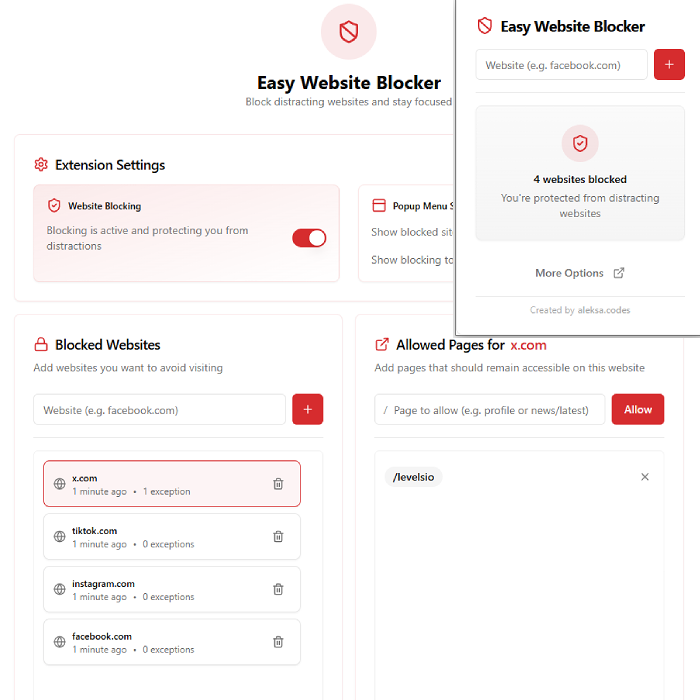 Easy Website Blocker
Block distracting websites and stay focused
Extension Settings
Website Blocking
Blocking is active and protecting you from
distractions
Popup Menu S
Show blocked sit
Show blocking to
Easy Website Blocker
Website (e.g. facebook.com)
4 websites blocked
You're protected from distracting
websites
More Options
Created by aleksa.codes
Blocked Websites
Add websites you want to avoid visiting
Website (e.g. facebook.com)
x.com
1 minute ago • 1 exception
tiktok.com
1 minute ago • 0 exceptions
instagram.com
1 minute ago • 0 exceptions
facebook.com
1 minute ago • 0 exceptions
Allowed Pages for x.com
Add pages that should remain accessible on this website
/ Page to allow (e.g. profile or news/latest)
Allow
/levelsio